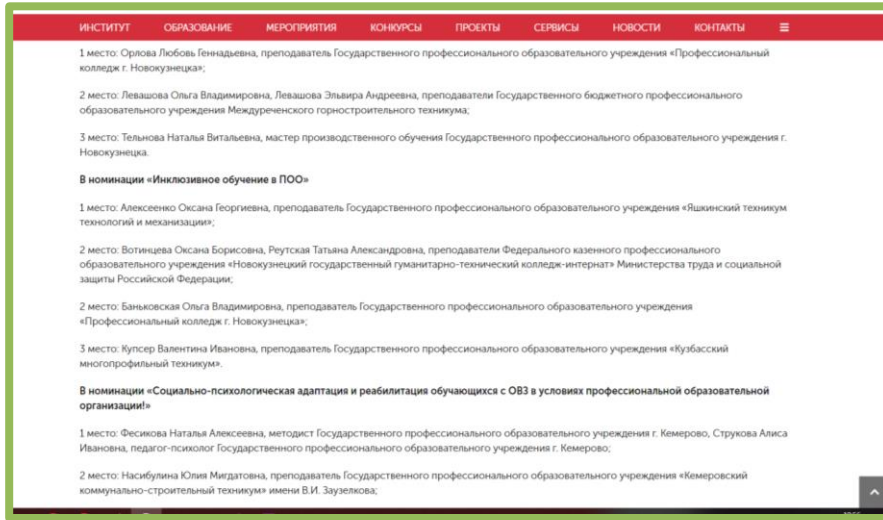 ИНСТИТУТ ОБРАЗОВАНИЕ МЕРОПРИЯТИЯ КОНКУРСЫ ПРОЕКТЫ СЕРВИСЫ НОВОСТИ КОНТАКТЫ
1 место: Орлова Любовь Геннадьевна, преподаватель Государственного профессионального образовательного учреждения «Профессиональный
колледж г. Новокузнецка»;
2 место: Левашова Ольга Владимировна, Левашова Эльвира Андреевна, преподаватели Государственного бюджетного профессионального
образовательного учреждения Междуреченского горностроительного техникума;
3 место: Тельнова Наталья Витальевна, мастер производственного обучения Государственного профессионального образовательного учреждения г.
Новокузнецка.
В номинации «Инклюзивное обучение в ПОО»
1 место: Алексеенко Оксана Георгиевна, преподаватель Государственного профессионального образовательного учреждения «Яшкинский техникум
технологий и механизации»;
2 место: Вотинцева Оксана Борисовна, Реутская Татьяна Александровна, преподаватели Федерального казенного профессионального
образовательного учреждения «Новокузнецкий государственный гуманитарно-технический колледж-интернат» Министерства труда и социальной
защиты Российской Федерации;
2 место: Баньковская Ольга Владимировна, преподаватель Государственного профессионального образовательного учреждения
«Профессиональный колледж г. Новокузнецка»;
3 место: Купсер Валентина Ивановна, преподаватель Государственного профессионального образовательного учреждения «Кузбасский
многопрофильный техникум».
В номинации «Социально-психологическая адаптация и реабилитация обучающихся с ОВЗ в условиях профессиональной образовательной
организации!»
1 место: Фесикова Наталья Алексеевна, методист Государственного профессионального образовательного учреждения г. Кемерово, Струкова Алиса
Ивановна, педагог-психолог Государственного профессионального образовательного учреждения г. Кемерово;
2 место: Насибулина Юлия Мигдатовна, преподаватель Государственного профессионального образовательного учреждения «Кемеровский
коммунально-строительный техникум» имени В.И. Заузелкова;